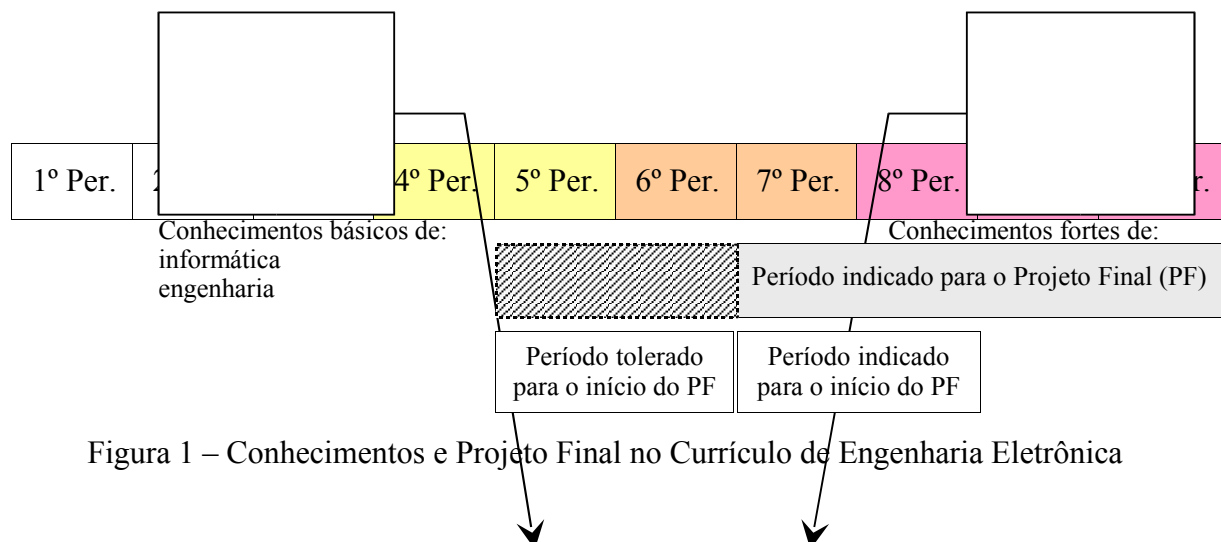 1º Per.
4º Per.
5º Per.
6º Per.
7º Per.
8º Per.
Conhecimentos básicos de:
informática
engenharia
Conhecimentos fortes de:
Período indicado para o Projeto Final (PF)
Período tolerado
para o início do PF
Período indicado
para o início do PF
Figura 1 – Conhecimentos e Projeto Final no Currículo de Engenharia Eletrônica